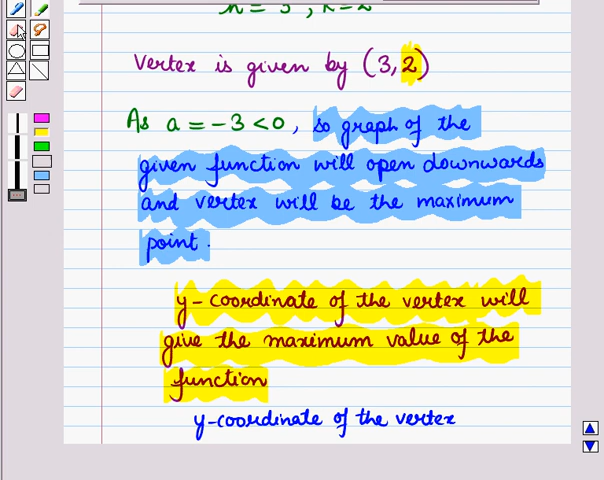 h = 3 , k = 2
Vertex is given by (3, 2)
As a = -3 < 0, so graph of the
given function will open downwards
and vertex will be the maximum
point.
y-coordinate of the vertex will
give the maximum value of the
function
y-coordinate of the vertex